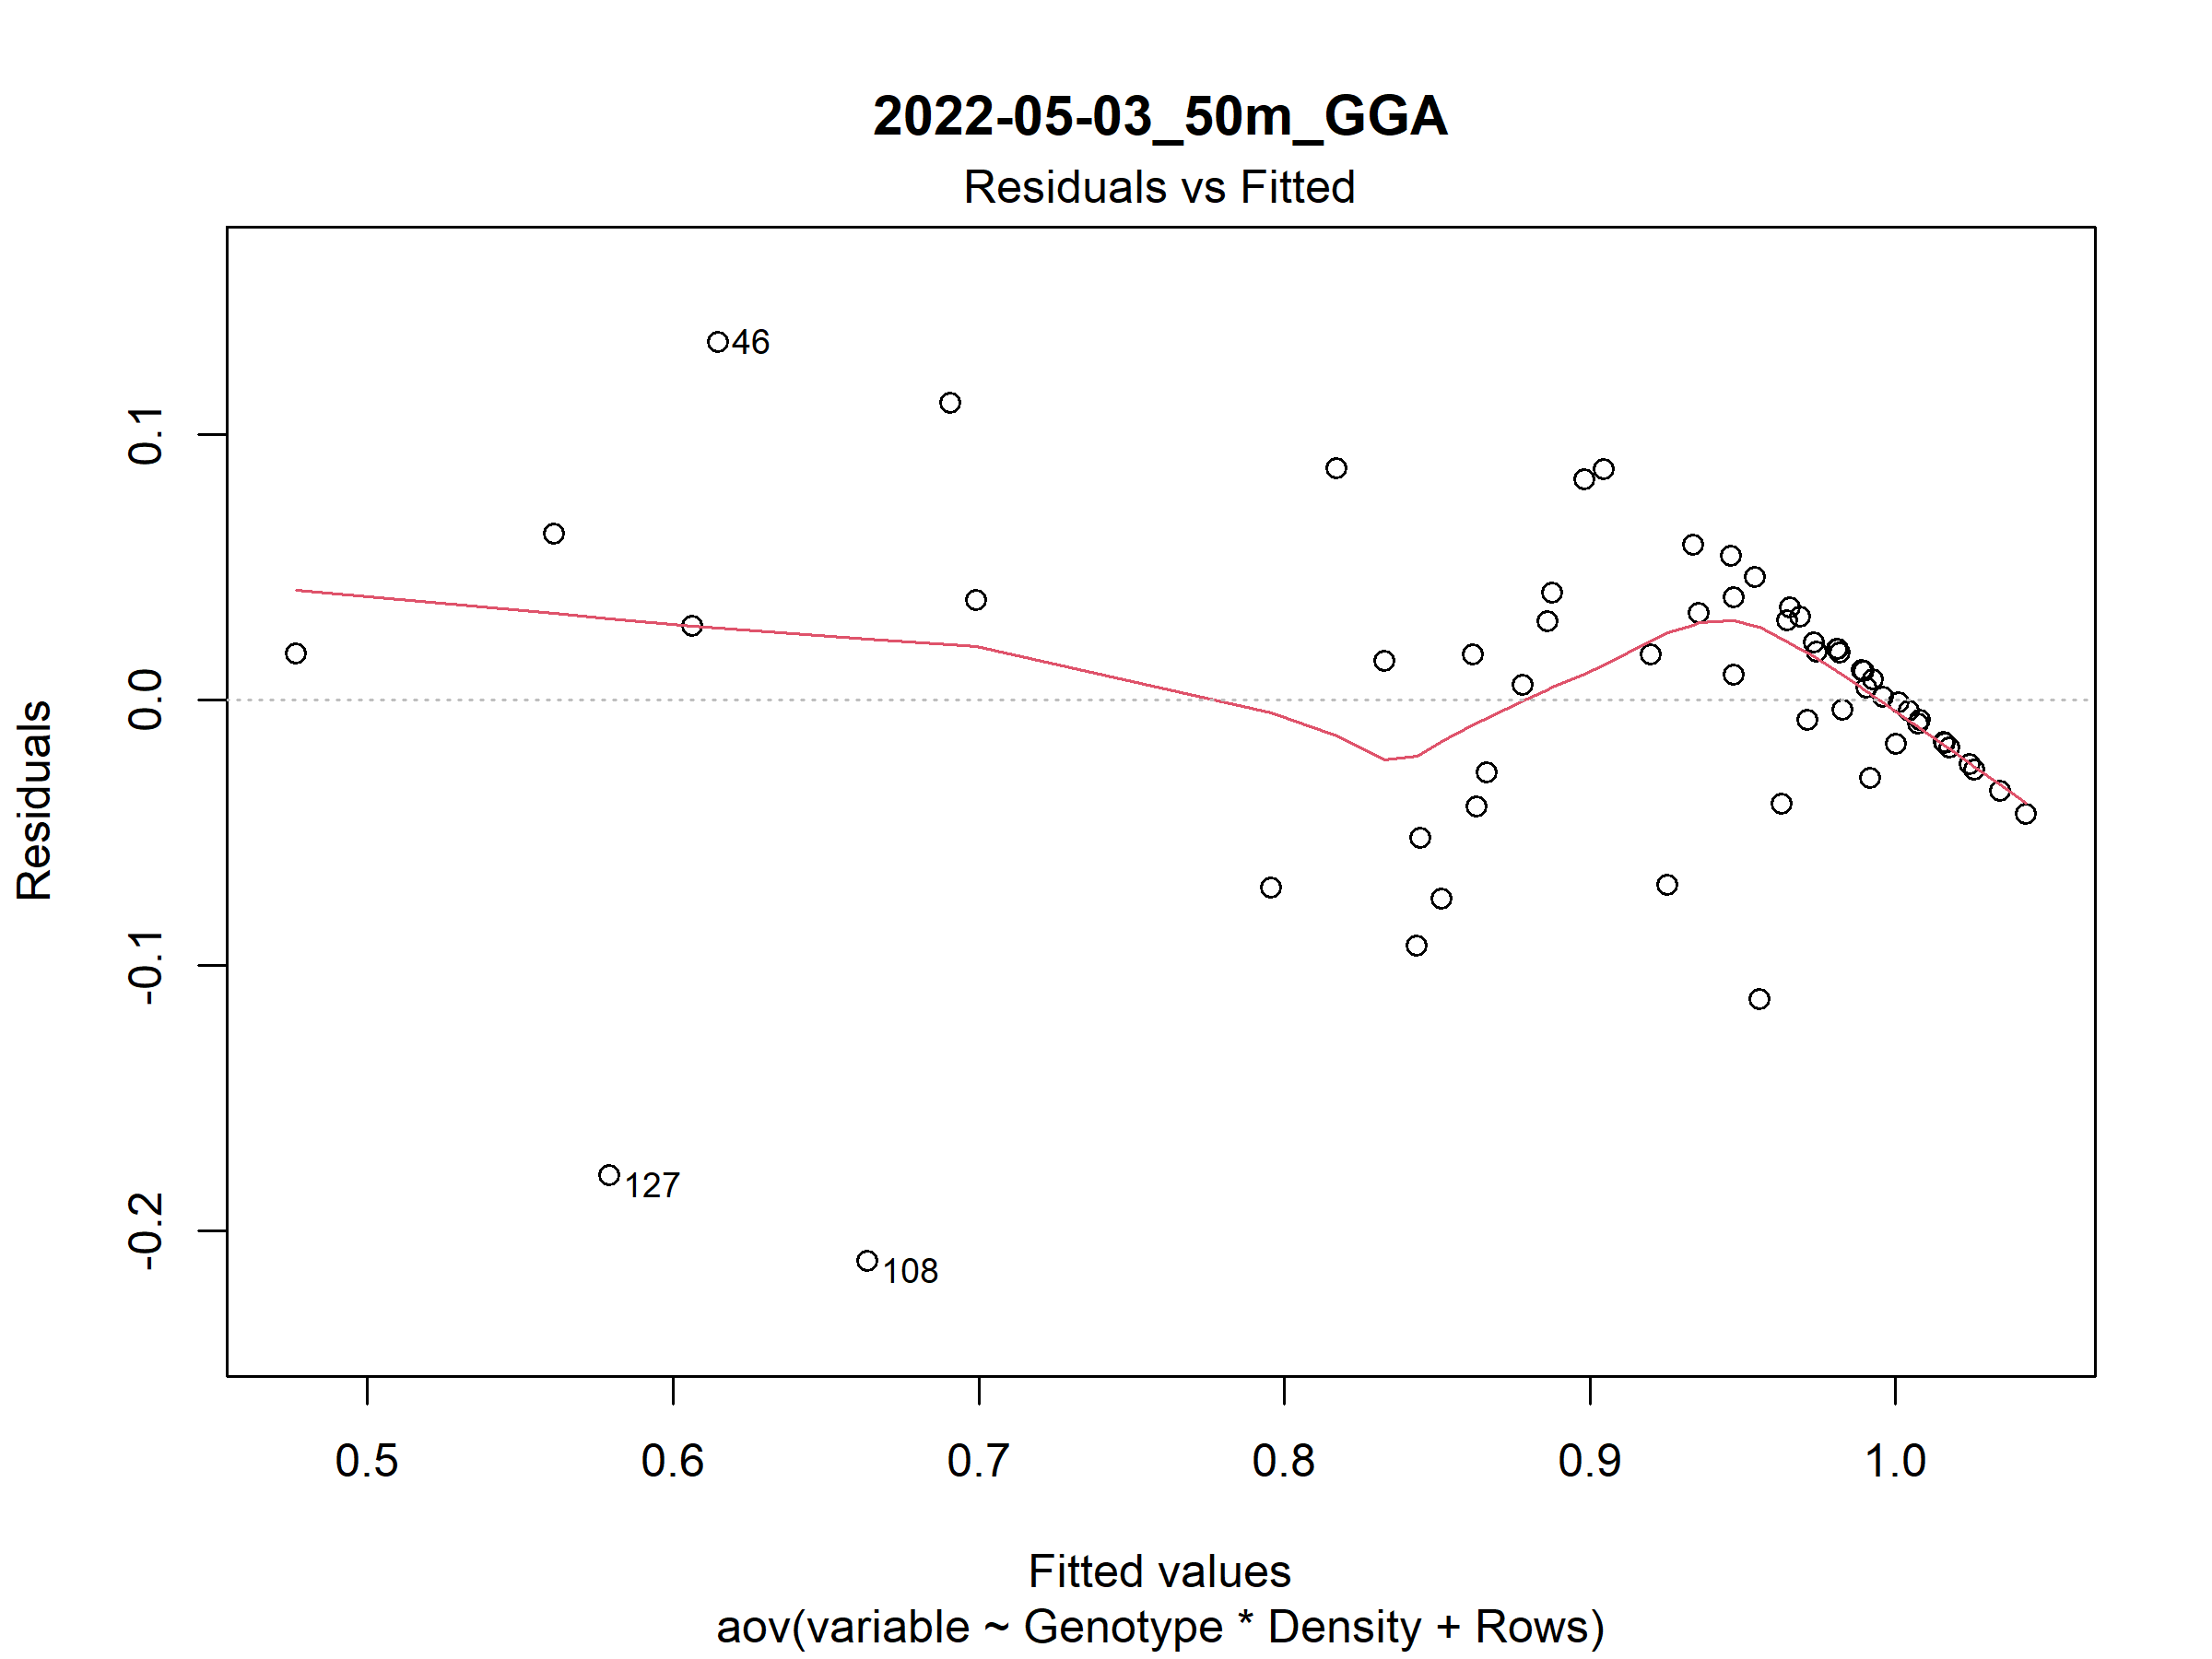 2022-05-03_50m_GGA
Residuals vs Fitted
46
127
108
0.1
0.0
-0.1
-0.2
Residuals
0.5 0.6 0.7 0.8 0.9 1.0
Fitted values
aov(variable ~ Genotype * Density + Rows)